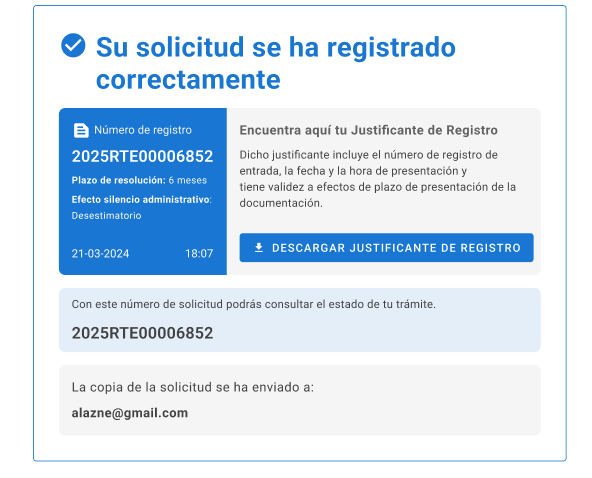 Su solicitud se ha registrado
correctamente
Número de registro
2025RTE00006852
Plazo de resolución: 6 meses
Efecto silencio administrativo:
Desestimatorio
21-03-2024 18:07
Encuentra aquí tu Justificante de Registro
Dicho justificante incluye el número de registro de
entrada, la fecha y la hora de presentación y
tiene validez a efectos de plazo de presentación de la
documentación.
DESCARGAR JUSTIFICANTE DE REGISTRO
Con este número de solicitud podrás consultar el estado de tu trámite.
2025RTE00006852
La copia de la solicitud se ha enviado a:
alazne@gmail.com